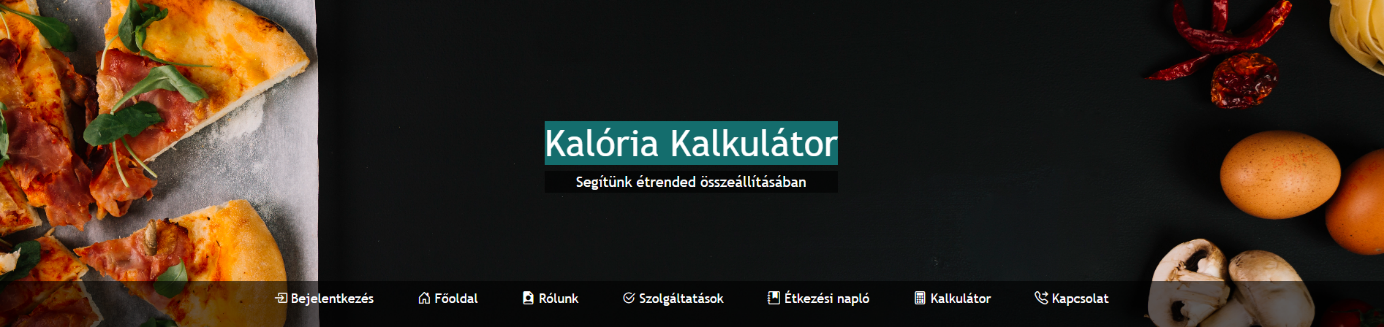 Kalória Kalkulátor
Segítünk étrended összeállításában
Bejelentkezés Főoldal Rólunk Szolgáltatások Étkezési napló Kalkulátor Kapcsolat